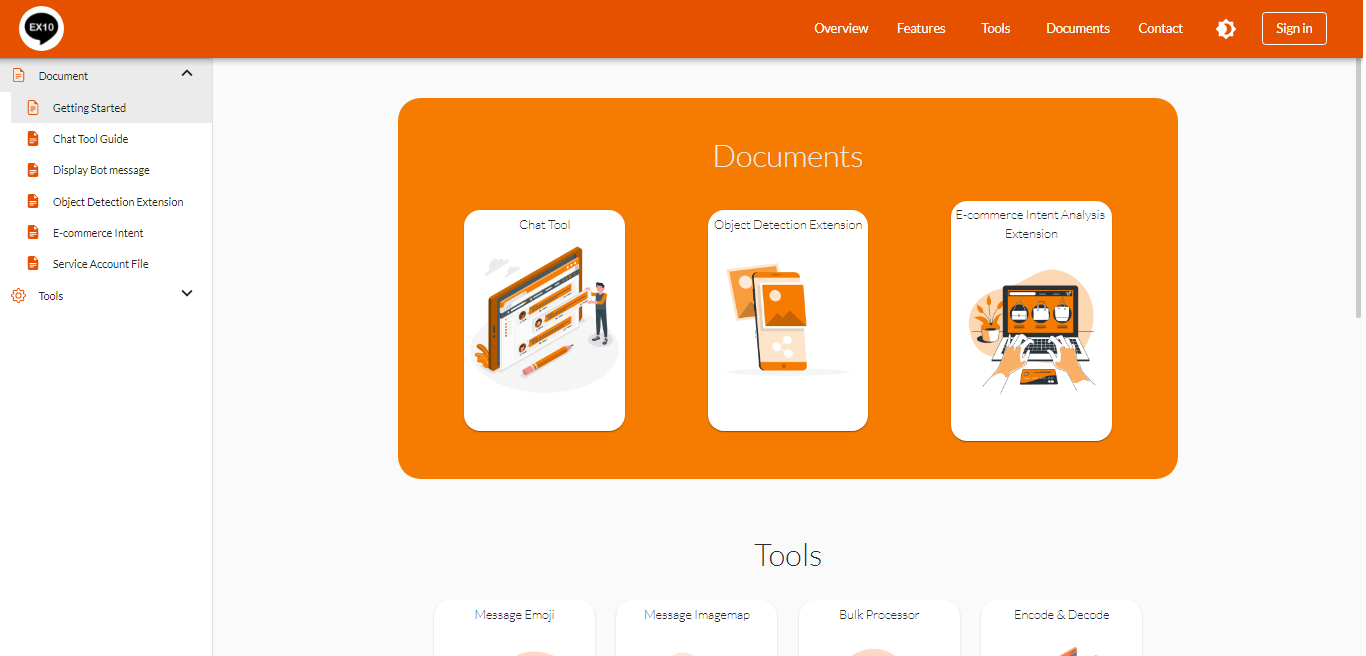 EX10
Overview
Features
Tools
Documents
Contact
Sign in
Document
Getting Started
Chat Tool Guide
Display Bot message
Object Detection Extension
E-commerce Intent
Service Account File
Tools
Documents
Chat Tool
Object Detection Extension
E-commerce Intent Analysis
Extension
Tools
Message Emoji
Message Imagemap
Bulk Processor
Encode & Decode